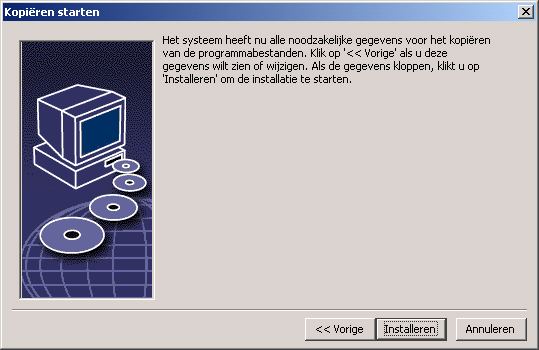 Kopiëren starten
Het systeem heeft nu alle noodzakelijke gegevens voor het kopiëren
van de programmabestanden. Klik op '<< Vorige' als u deze
gegevens wilt zien of wijzigen. Als de gegevens kloppen, klikt u op
'Installeren' om de installatie te starten.
<< Vorige
Installeren
Annuleren